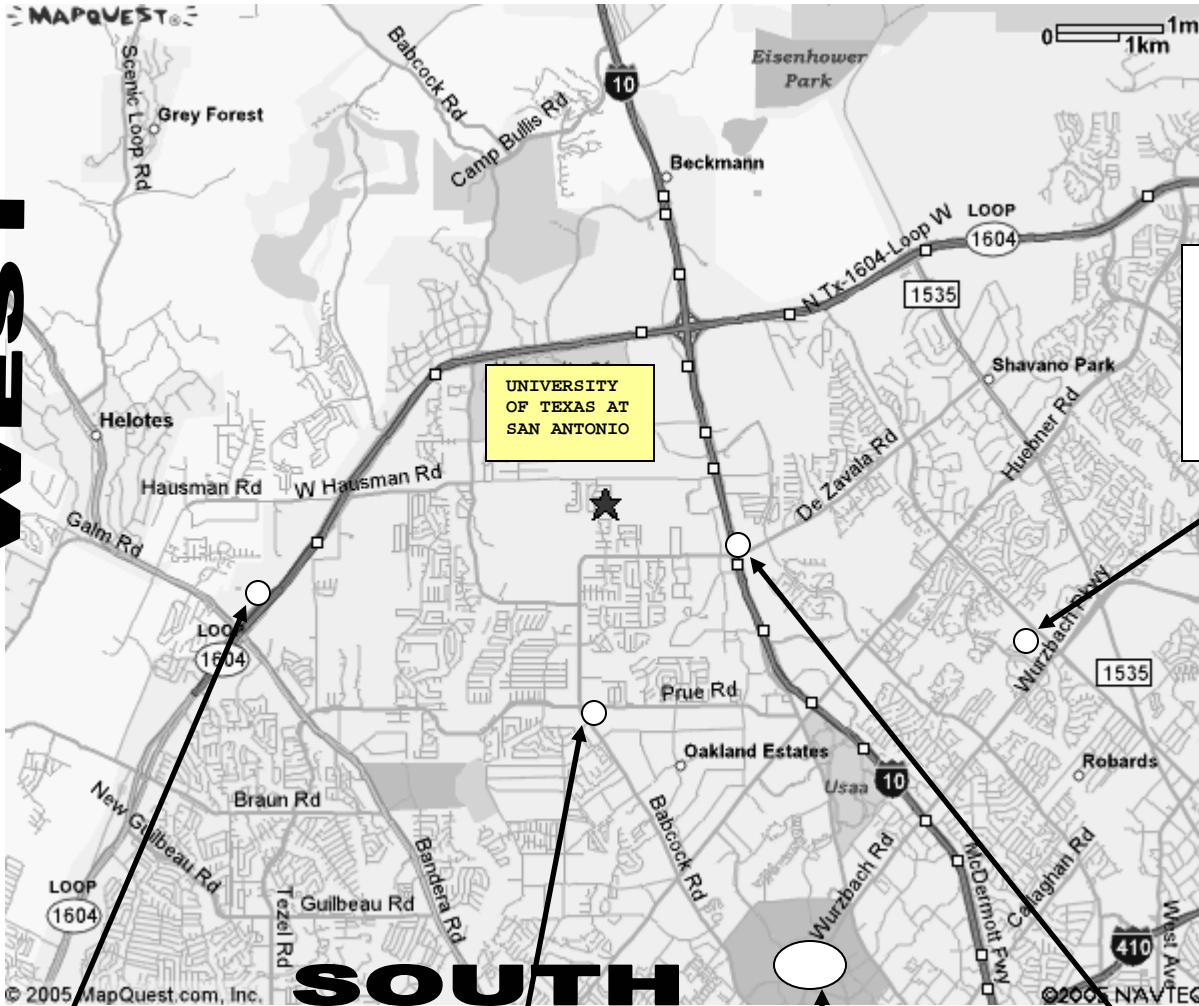 MAPQUEST®
0 1m
1km
Eisenhower
Park
Babcock Rd
10
Scenic Loop Rd
Grey Forest
Camp Bullis Rd
Beckmann
WEST
LOOP
1604
N Tx-1604-Loop W
1535
Shavano Park
UNIVERSITY
OF TEXAS AT
SAN ANTONIO
Helotes
Huebner Rd
De Zavala Rd
Hausman Rd
W Hausman Rd
Galm Rd
Wurzbach Pkwy
LOOP
1604
1535
Prue Rd
Oakland Estates
Robards
Usaa
10
New Guilbeau Rd
Braun Rd
Babcock Rd
Bandera Rd
Wurzbach Rd
McDermott Fwy
Callaghan Rd
LOOP
1604
Tezel Rd
Guilbeau Rd
West Ave
410
SOUTH
© 2005 MapQuest.com, Inc.
©2005 NAVTEQ